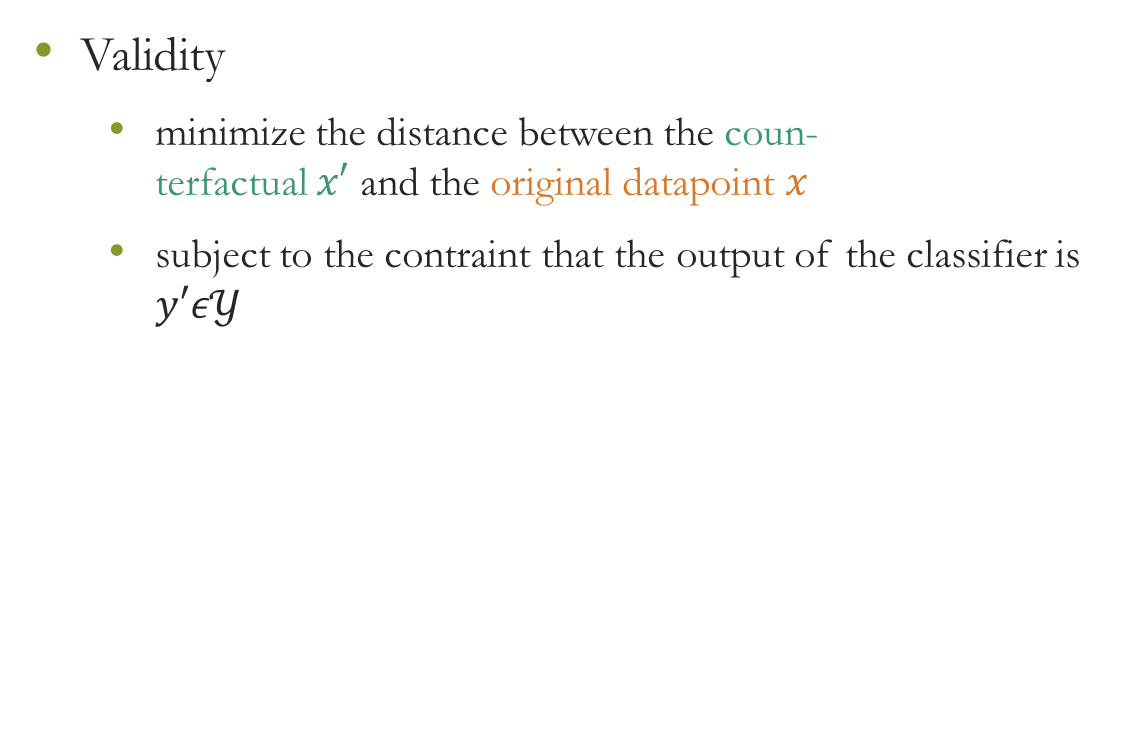 • Validity
• minimize the distance between the coun-
terfactual x′ and the original datapoint x
• subject to the contraint that the output of the classifier is
y′ϵ𝒴